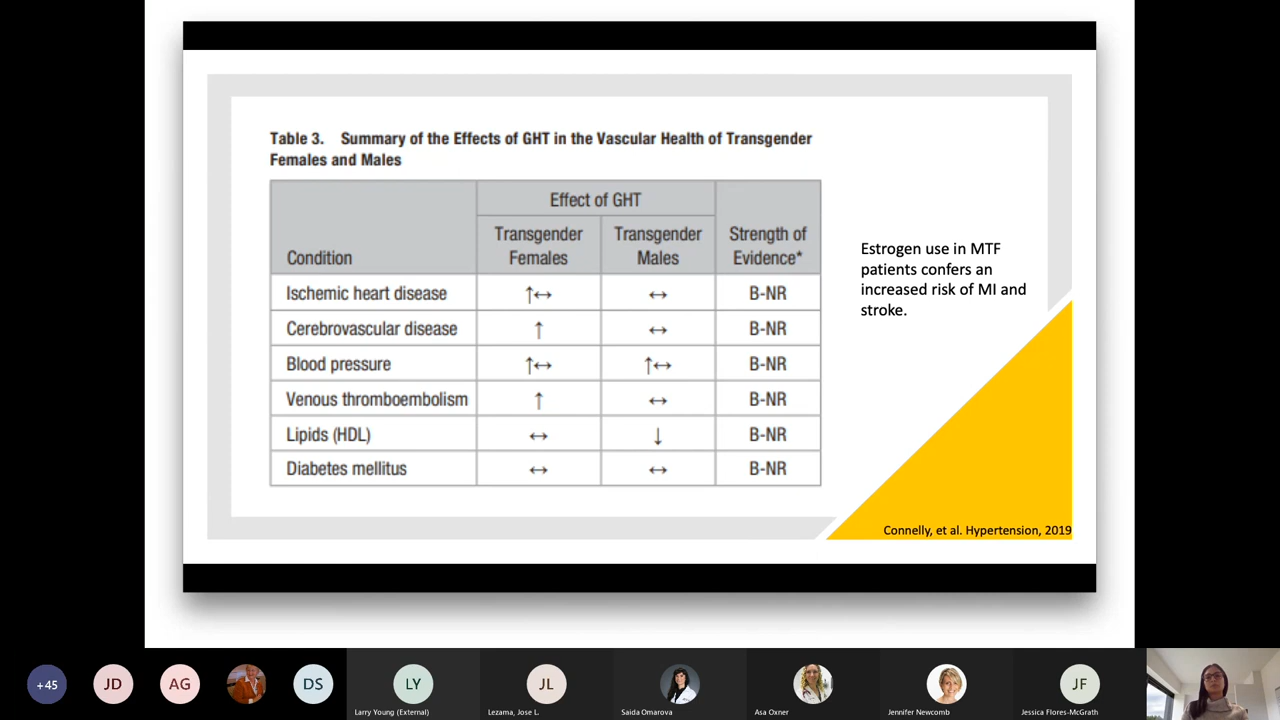 Table 3. Summary of the Effects of GHT in the Vascular Health of Transgender
Females and Males
Effect of GHT
Condition
Transgender Females
Transgender Males
Strength of Evidence*
Ischemic heart disease ↑↔ ↔ B-NR
Cerebrovascular disease ↑ ↔ B-NR
Blood pressure ↑↔ ↑↔ B-NR
Venous thromboembolism ↑ ↔ B-NR
Lipids (HDL) ↔ ↓ B-NR
Diabetes mellitus ↔ ↔ B-NR
Estrogen use in MTF
patients confers an
increased risk of MI and
stroke.
Connelly, et al. Hypertension, 2019
+45
JD
AG
DS
LY
JL
JF
Larry Young (External)
Lezama, Jose L.
Saida Omarova
Asa Oxner
Jennifer Newcomb
Jessica Flores-McGrath